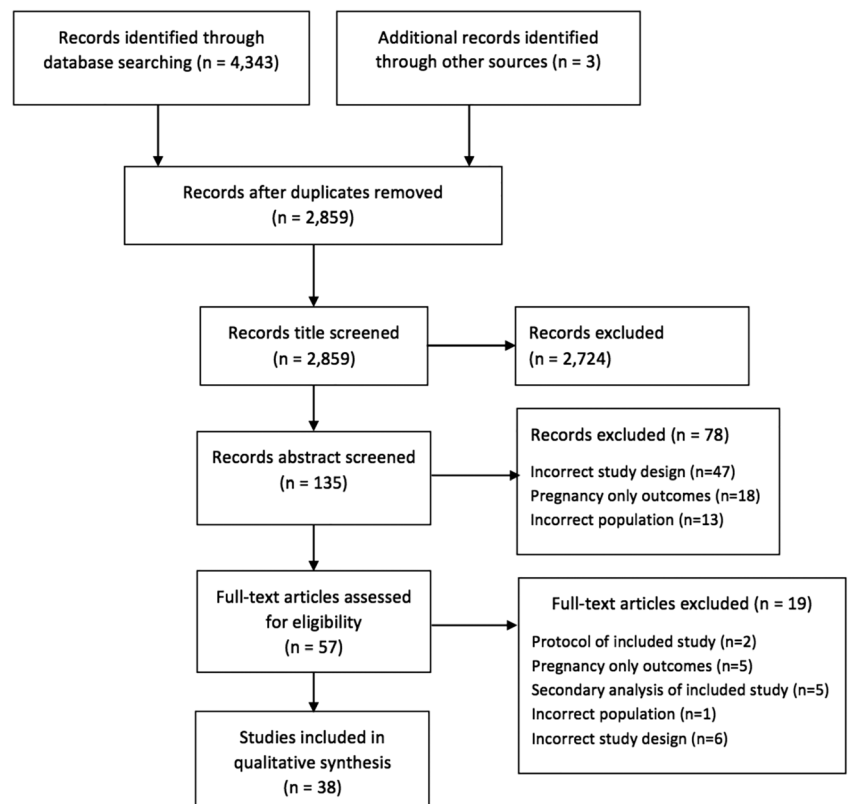 Records identified through
database searching (n = 4,343)
Additional records identified
through other sources (n = 3)
Records after duplicates removed
(n = 2,859)
Records title screened
(n = 2,859)
Records excluded
(n = 2,724)
Records abstract screened
(n = 135)
Records excluded (n = 78)
Incorrect study design (n=47)
Pregnancy only outcomes (n=18)
Incorrect population (n=13)
Full-text articles assessed
for eligibility
(n = 57)
Full-text articles excluded (n = 19)
Protocol of included study (n=2)
Pregnancy only outcomes (n=5)
Secondary analysis of included study (n=5)
Incorrect population (n=1)
Incorrect study design (n=6)
Studies included in
qualitative synthesis
(n = 38)